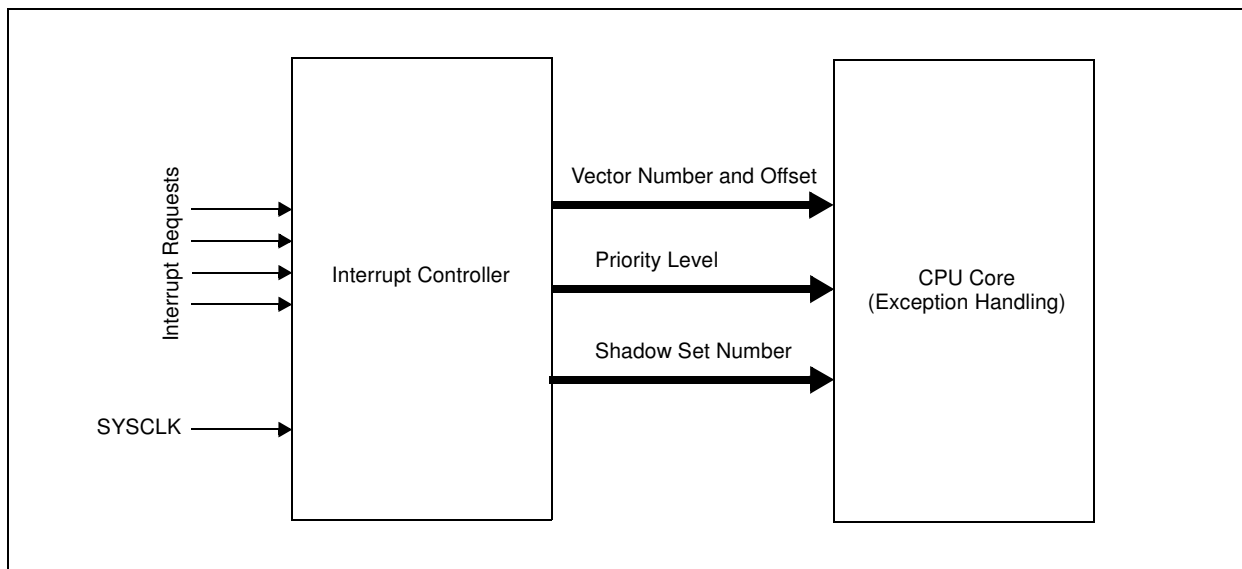 Interrupt Requests
SYSCLK
Interrupt Controller
Vector Number and Offset
Priority Level
Shadow Set Number
CPU Core
(Exception Handling)